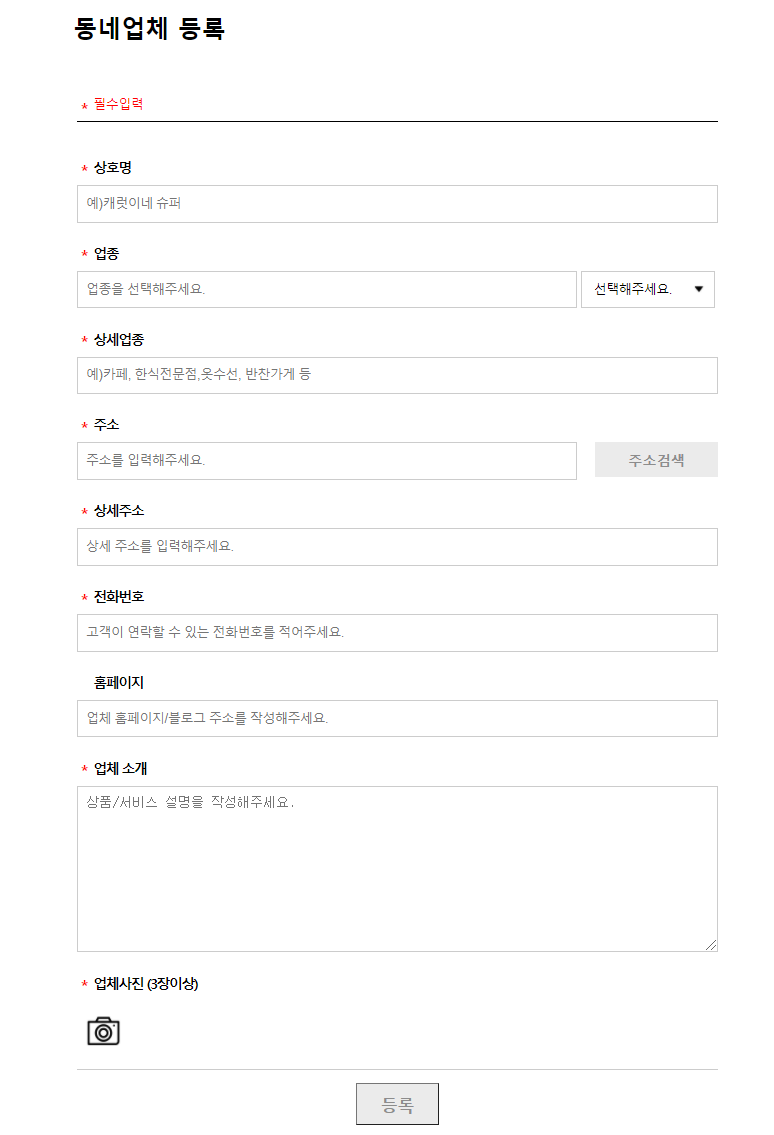 동네업체 등록
* 필수입력
* 상호명
예)캐럿이네 슈퍼
* 업종
업종을 선택해주세요. 선택해주세요.
* 상세업종
예)카페, 한식전문점,옷수선, 반찬가게 등
* 주소
주소를 입력해주세요. 주소검색
* 상세주소
상세 주소를 입력해주세요.
* 전화번호
고객이 연락할 수 있는 전화번호를 적어주세요.
홈페이지
업체 홈페이지/블로그 주소를 작성해주세요.
* 업체 소개
상품/서비스 설명을 작성해주세요.
* 업체사진 (3장이상)
등록